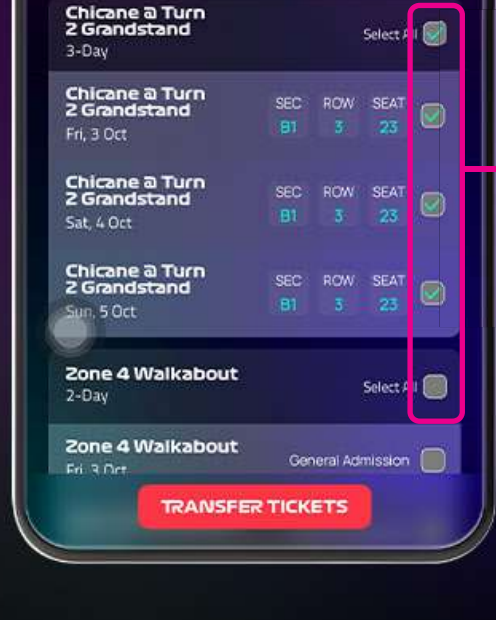 Chicane @ Turn
2 Grandstand
3-Day
Select All
Chicane @ Turn
2 Grandstand
Fri, 3 Oct
SEC ROW SEAT
B1 3 23
Chicane @ Turn
2 Grandstand
Sat, 4 Oct
SEC ROW SEAT
B1 3 23
Chicane @ Turn
2 Grandstand
Sun, 5 Oct
SEC ROW SEAT
B1 3 23
Zone 4 Walkabout
2-Day
Select All
Zone 4 Walkabout
Fri, 3 Oct
General Admission
TRANSFER TICKETS